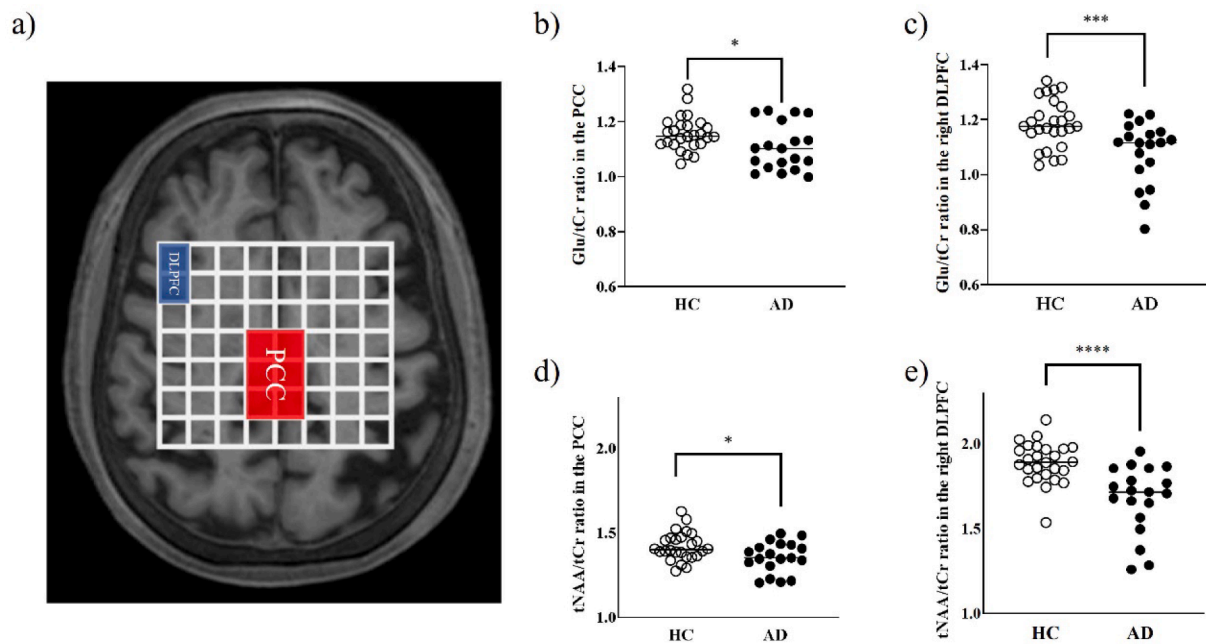 a)
DLPFC
PCC
b)
*
Glu/tCr ratio in the PCC
1.4
1.2
1.0
0.8
0.6
HC AD
c)
***
Glu/tCr ratio in the right DLPFC
1.4
1.2
1.0
0.8
0.6
HC AD
d)
*
tNAA/tCr ratio in the PCC
2.0
1.5
1.0
HC AD
e)
****
tNAA/tCr ratio in the right DLPFC
2.0
1.5
1.0
HC AD